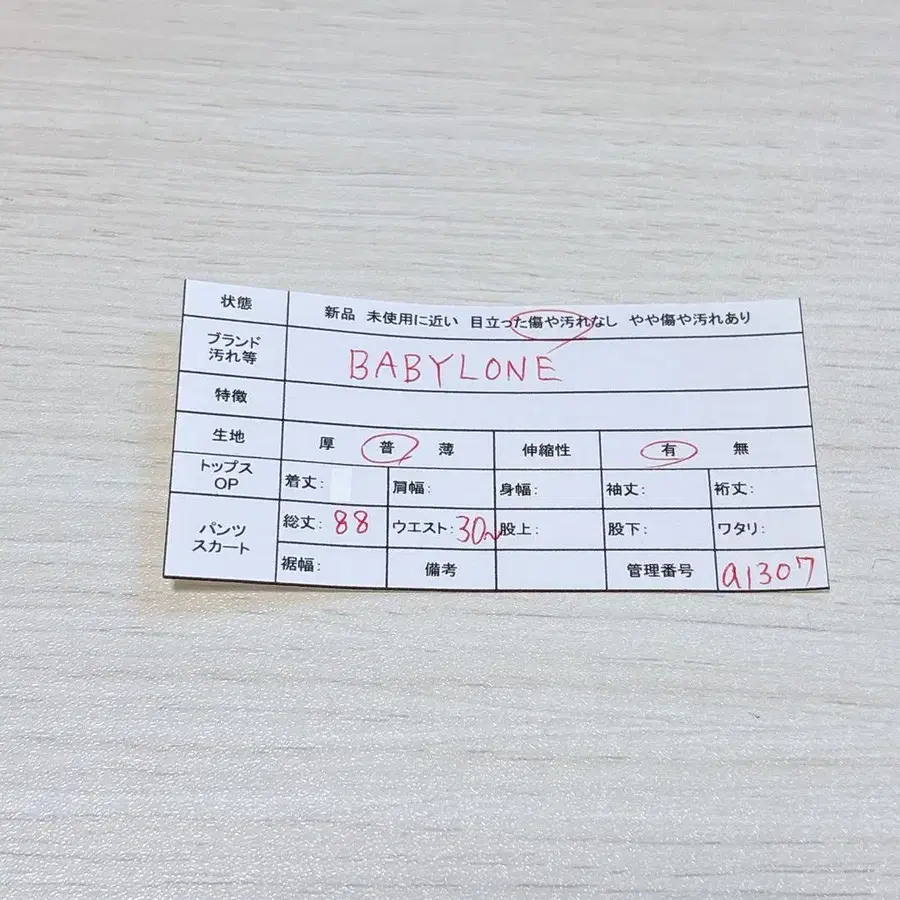 状態 新品 未使用に近い 目立った傷や汚れなし やや傷や汚れあり
ブランド
汚れ等 BABYLONE
特徴
生地 厚 普 薄 伸縮性 有 無
トップス
OP 着丈: 肩幅: 身幅: 袖丈: 裄丈:
パンツ
スカート 総丈: 88 ウエスト: 30~ 股上: 股下: ワタリ:
裾幅: 備考 管理番号 a1307